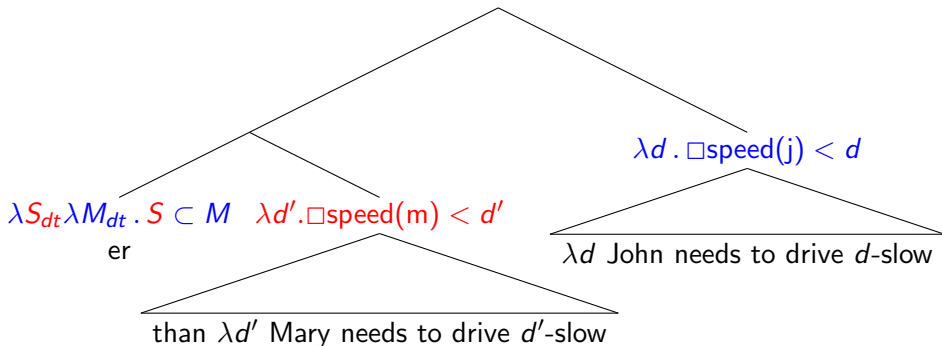 λd . □speed(j) < d
λS_dt λM_dt . S ⊂ M λd′.□speed(m) < d′
er
λd John needs to drive d-slow
than λd′ Mary needs to drive d′-slow